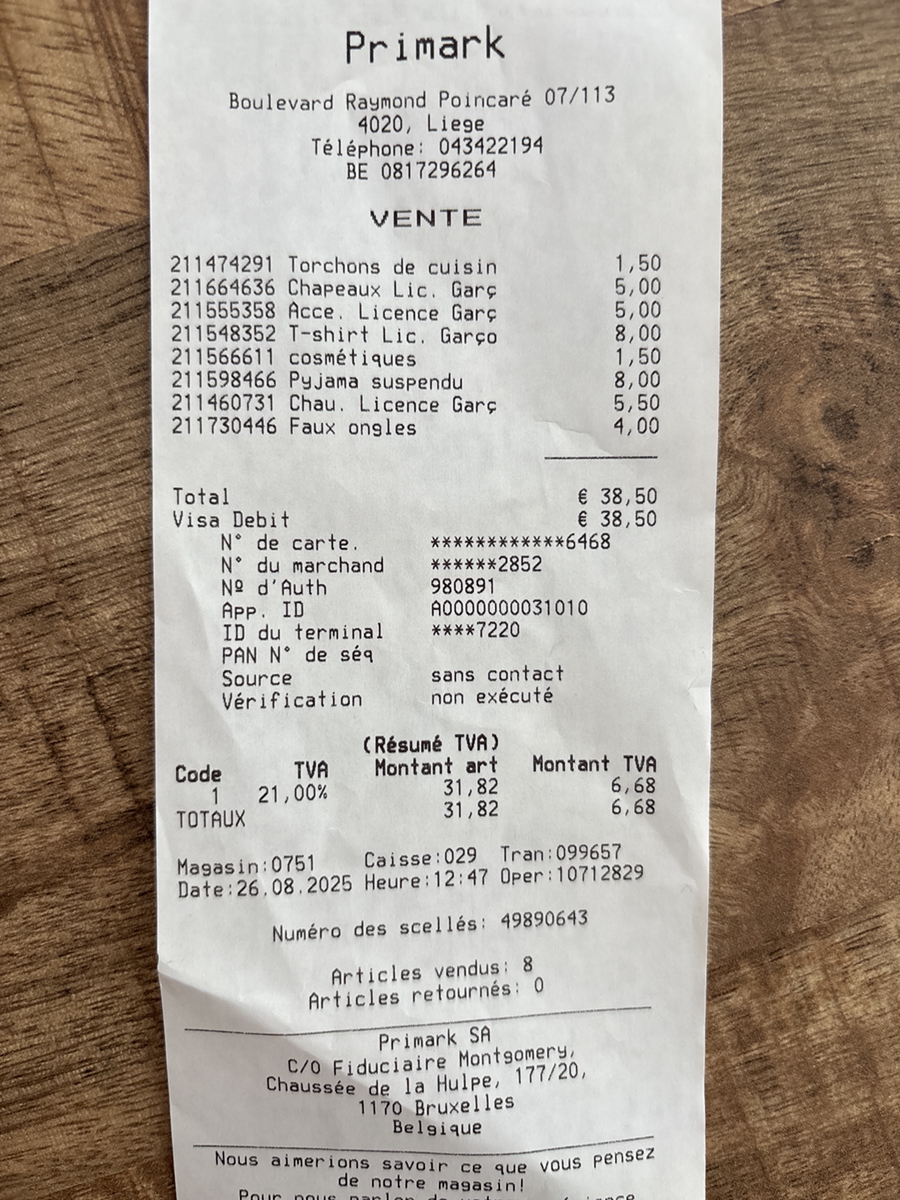 Primark
Boulevard Raymond Poincaré 07/113
4020, Liege
Téléphone: 043422194
BE 0817296264
VENTE
211474291 Torchons de cuisin 1,50
211664636 Chapeaux Lic. Garç 5,00
211555358 Acce. Licence Garç 5,00
211548352 T-shirt Lic. Garço 8,00
211566611 cosmétiques 1,50
211598466 Pyjama suspendu 8,00
211460731 Chau. Licence Garç 5,50
211730446 Faux ongles 4,00
Total € 38,50
Visa Debit € 38,50
N° de carte. ************6468
N° du marchand ******2852
Nº d'Auth 980891
App. ID A0000000031010
ID du terminal ****7220
PAN N° de séq
Source sans contact
Vérification non exécuté
(Résumé TVA)
Code TVA Montant art Montant TVA
1 21,00% 31,82 6,68
TOTAUX 31,82 6,68
Magasin:0751 Caisse:029 Tran:099657
Date:26.08.2025 Heure:12:47 Oper:10712829
Numéro des scellés: 49890643
Articles vendus: 8
Articles retournés: 0
Primark SA
C/O Fiduciaire Montgomery,
Chaussée de la Hulpe, 177/20,
1170 Bruxelles
Belgique
Nous aimerions savoir ce que vous pensez
de notre magasin!
Pour nous parler de